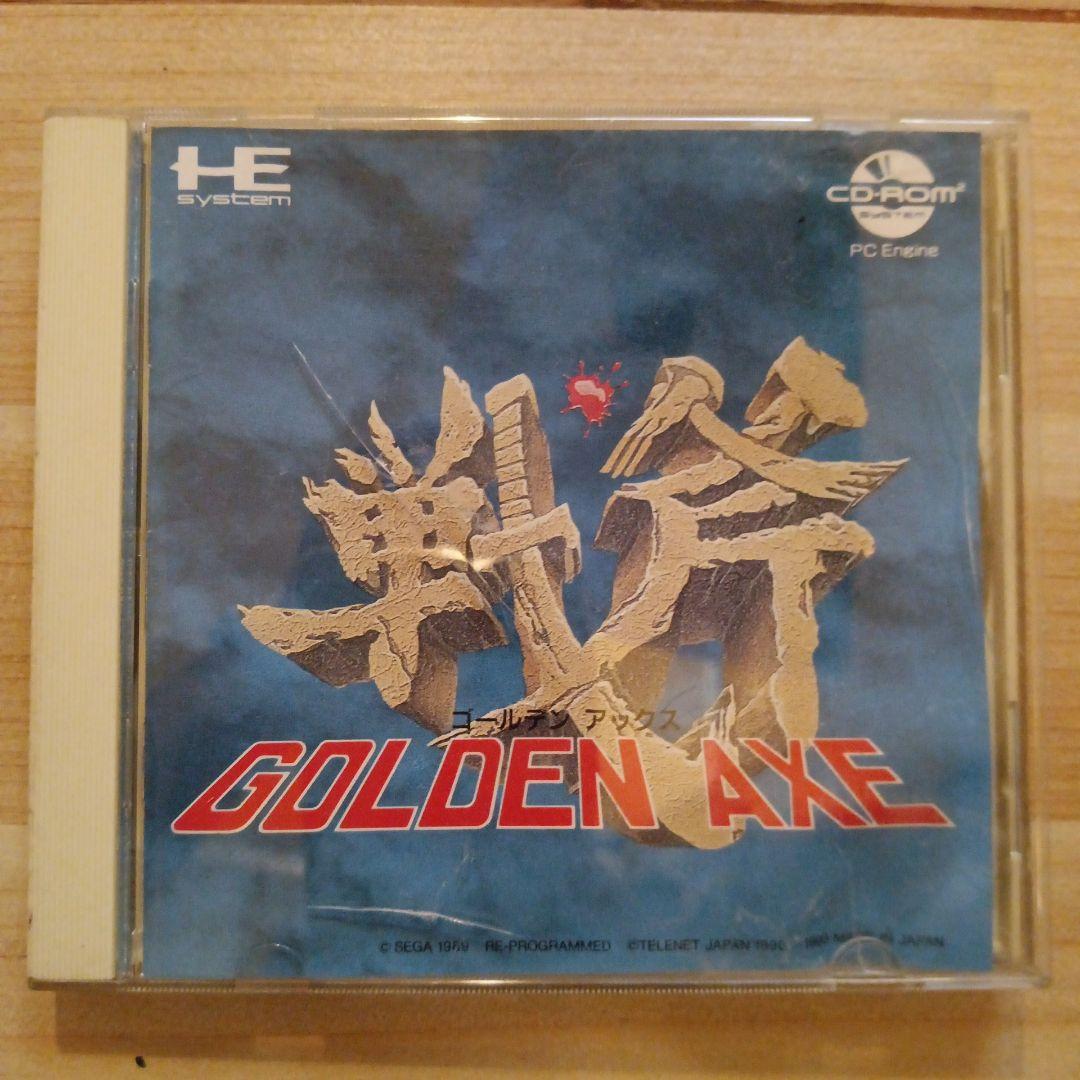 HE
system
CD-ROM²
SYSTEM
PC Engine
戦斧
ゴールデン アックス
GOLDEN AXE
© SEGA 1989 RE-PROGRAMMED ©TELENET JAPAN 1990 JAPAN